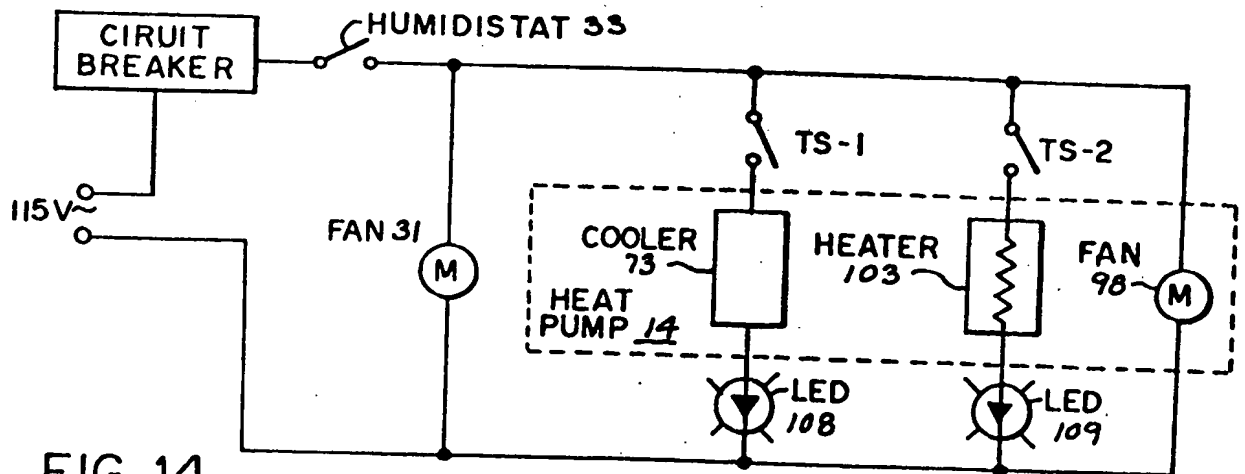 CIRUIT
BREAKER
HUMIDISTAT 33
TS-1
TS-2
115V~
FAN 31
M
COOLER
73
HEATER
103
FAN
98
M
HEAT
PUMP 14
LED
108
LED
109
FIG. 14